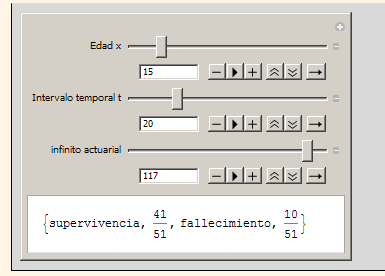 Edad x
15
Intervalo temporal t
20
infinito actuarial
117
{supervivencia, 41/51, fallecimiento, 10/51}